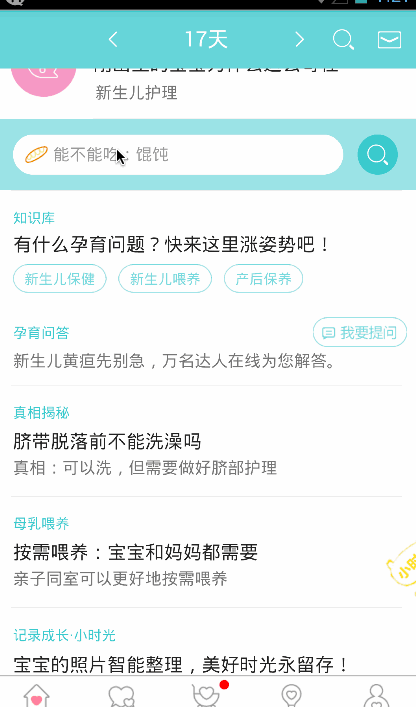 17天
新生儿护理
能不能吃：馄饨
知识库
有什么孕育问题？快来这里涨姿势吧！
新生儿保健 新生儿喂养 产后保养
孕育问答 我要提问
新生儿黄疸先别急，万名达人在线为您解答。
真相揭秘
脐带脱落前不能洗澡吗
真相：可以洗，但需要做好脐部护理
母乳喂养
按需喂养：宝宝和妈妈都需要
亲子同室可以更好地按需喂养
小时
记录成长·小时光
宝宝的照片智能整理，美好时光永留存！